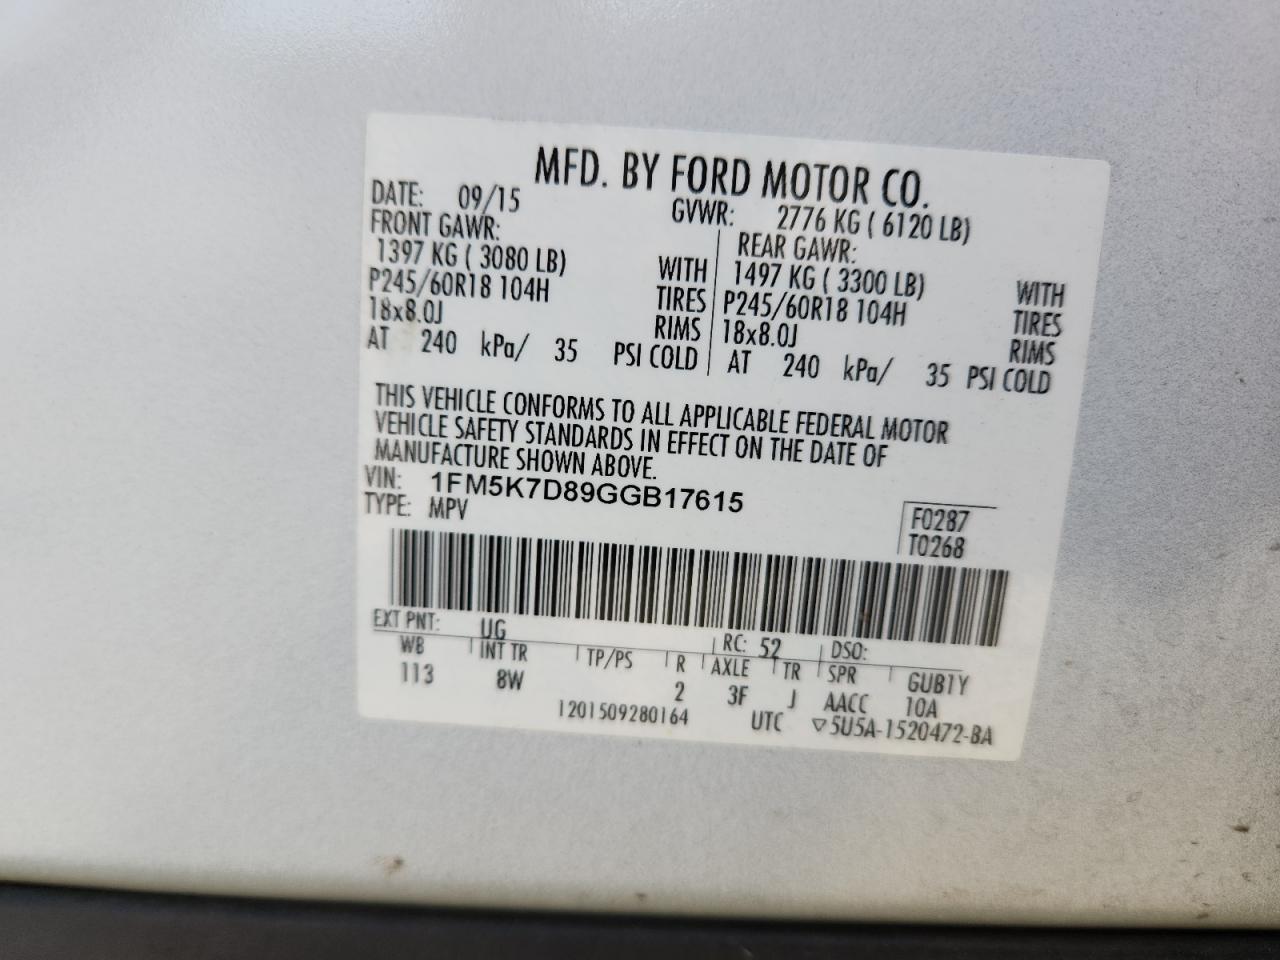 MFD. BY FORD MOTOR CO.
DATE: 09/15 GVWR: 2776 KG ( 6120 LB)
FRONT GAWR: REAR GAWR:
1397 KG ( 3080 LB) WITH 1497 KG ( 3300 LB) WITH
P245/60R18 104H TIRES P245/60R18 104H TIRES
18x8.0J RIMS 18x8.0J RIMS
AT 240 kPa/ 35 PSI COLD AT 240 kPa/ 35 PSI COLD
THIS VEHICLE CONFORMS TO ALL APPLICABLE FEDERAL MOTOR
VEHICLE SAFETY STANDARDS IN EFFECT ON THE DATE OF
MANUFACTURE SHOWN ABOVE.
VIN: 1FM5K7D89GGB17615
TYPE: MPV F0287
T0268
EXT PNT: UG RC: 52 DSO:
WB INT TR TP/PS R AXLE TR SPR GUB1Y
113 8W 2 3F J AACC 10A
1201509280164 UTC ▽5U5A-1520472-BA